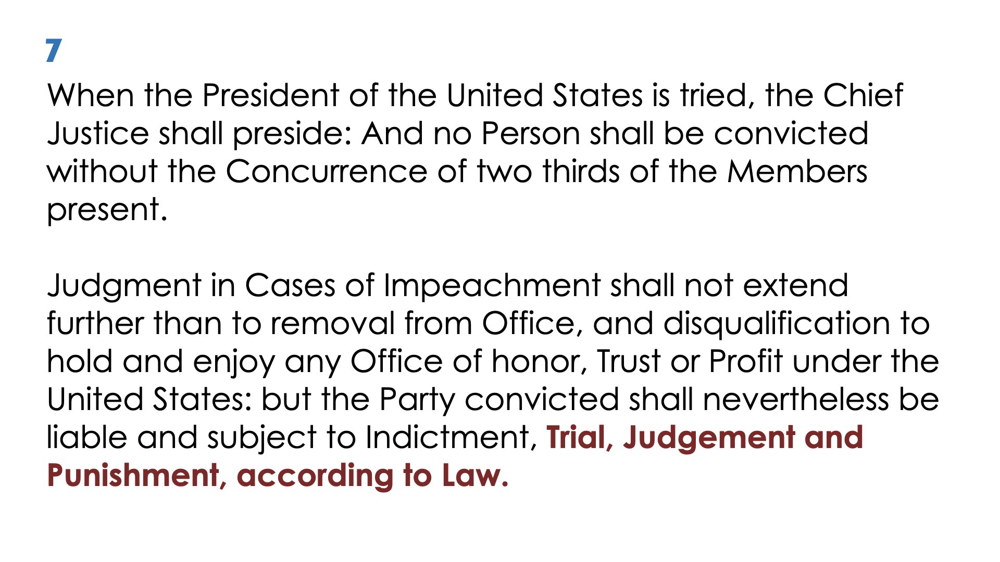 7
When the President of the United States is tried, the Chief
Justice shall preside: And no Person shall be convicted
without the Concurrence of two thirds of the Members
present.
Judgment in Cases of Impeachment shall not extend
further than to removal from Office, and disqualification to
hold and enjoy any Office of honor, Trust or Profit under the
United States: but the Party convicted shall nevertheless be
liable and subject to Indictment, Trial, Judgement and
Punishment, according to Law.